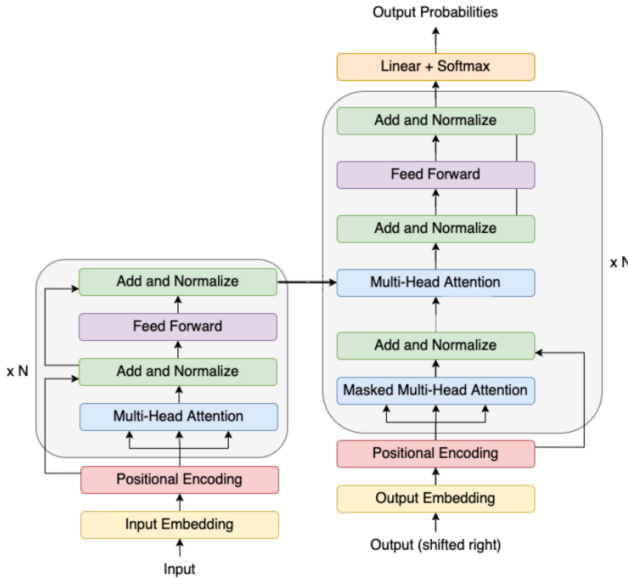 Output Probabilities
Linear + Softmax
Add and Normalize
Feed Forward
Add and Normalize
Multi-Head Attention
Add and Normalize
Masked Multi-Head Attention
x N
Positional Encoding
Output Embedding
Output (shifted right)
Add and Normalize
Feed Forward
Add and Normalize
Multi-Head Attention
x N
Positional Encoding
Input Embedding
Input